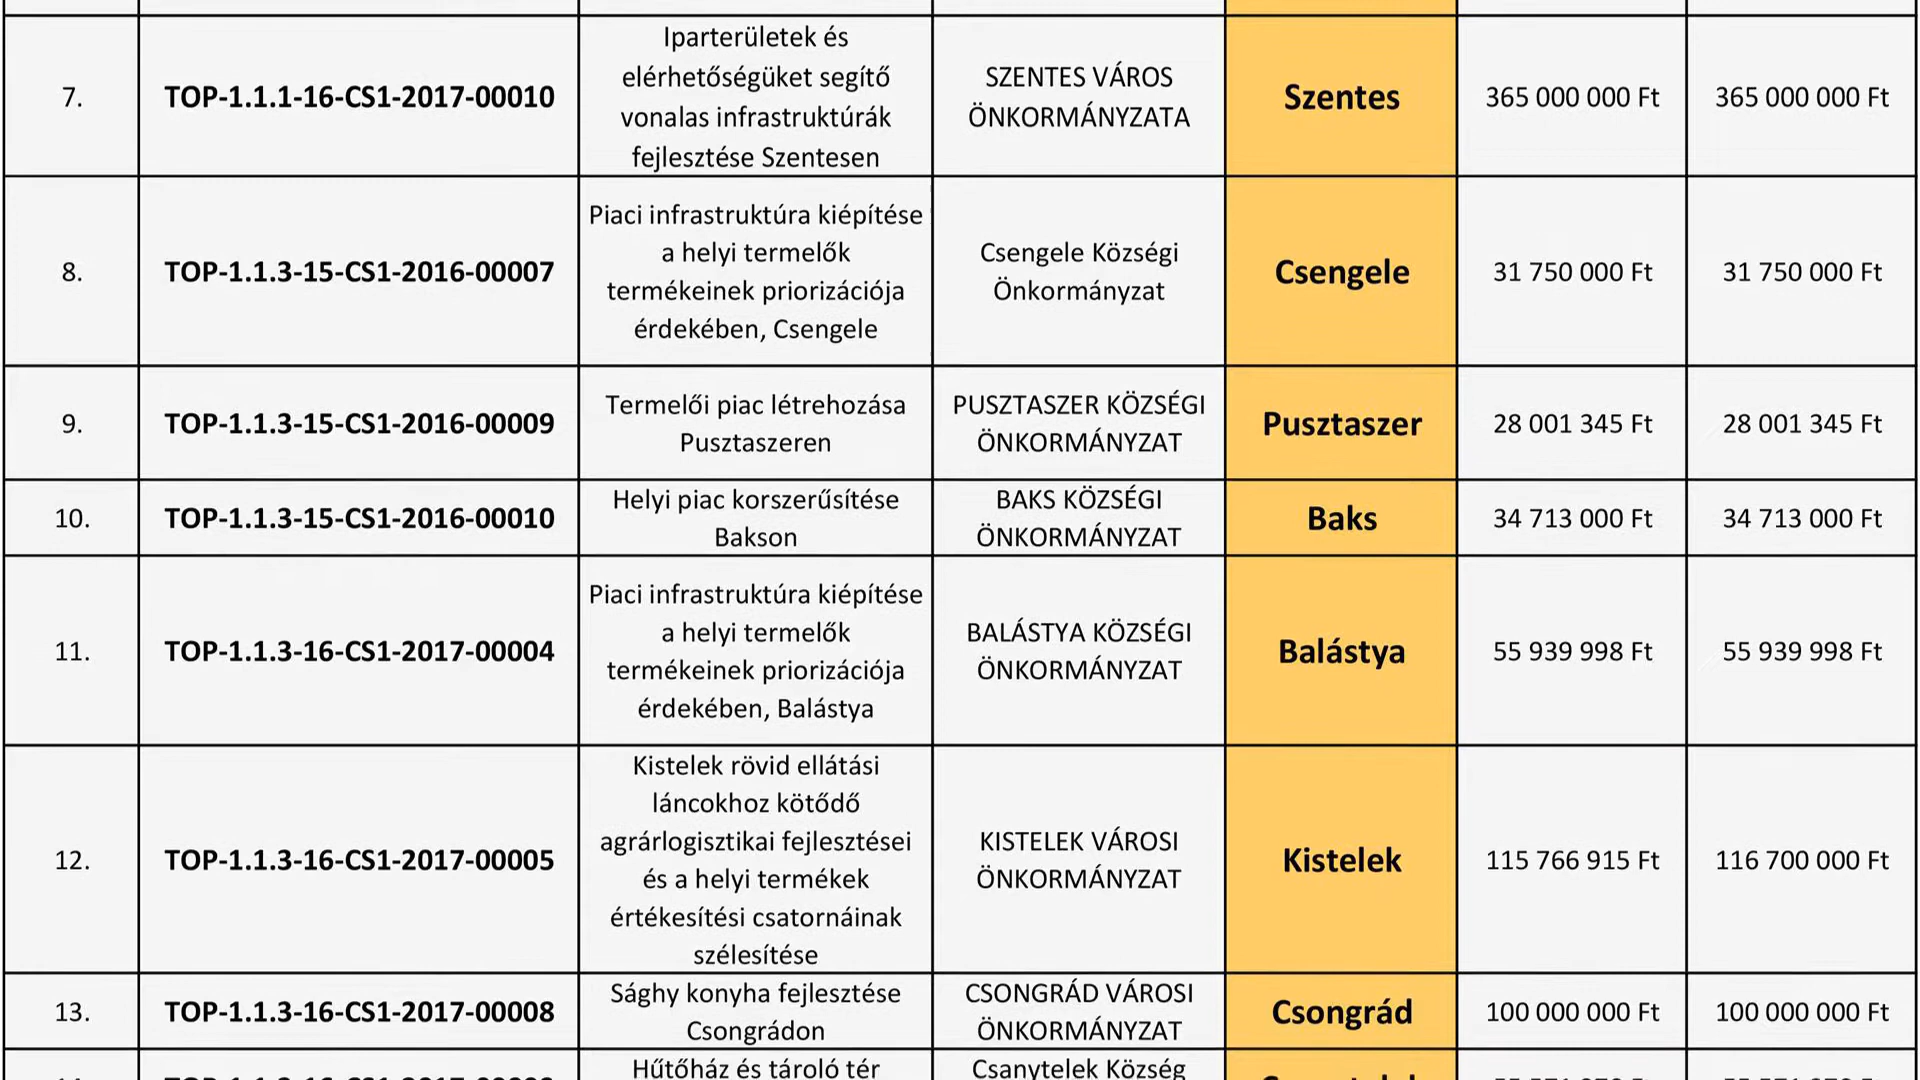 7.
TOP-1.1.1-16-CS1-2017-00010
Iparterületek és
elérhetőségüket segítő
vonalas infrastruktúrák
fejlesztése Szentesen
SZENTES VÁROS
ÖNKORMÁNYZATA
Szentes
365 000 000 Ft
365 000 000 Ft
8.
TOP-1.1.3-15-CS1-2016-00007
Piaci infrastruktúra kiépítése
a helyi termelők
termékeinek priorizációja
érdekében, Csengele
Csengele Községi
Önkormányzat
Csengele
31 750 000 Ft
31 750 000 Ft
9.
TOP-1.1.3-15-CS1-2016-00009
Termelői piac létrehozása
Pusztaszeren
PUSZTASZER KÖZSÉGI
ÖNKORMÁNYZAT
Pusztaszer
28 001 345 Ft
28 001 345 Ft
10.
TOP-1.1.3-15-CS1-2016-00010
Helyi piac korszerűsítése
Bakson
BAKS KÖZSÉGI
ÖNKORMÁNYZAT
Baks
34 713 000 Ft
34 713 000 Ft
11.
TOP-1.1.3-16-CS1-2017-00004
Piaci infrastruktúra kiépítése
a helyi termelők
termékeinek priorizációja
érdekében, Balástya
BALÁSTYA KÖZSÉGI
ÖNKORMÁNYZAT
Balástya
55 939 998 Ft
55 939 998 Ft
12.
TOP-1.1.3-16-CS1-2017-00005
Kistelek rövid ellátási
láncokhoz kötődő
agrárlogisztikai fejlesztései
és a helyi termékek
értékesítési csatornáinak
szélesítése
KISTELEK VÁROSI
ÖNKORMÁNYZAT
Kistelek
115 766 915 Ft
116 700 000 Ft
13.
TOP-1.1.3-16-CS1-2017-00008
Sághy konyha fejlesztése
Csongrádon
CSONGRÁD VÁROSI
ÖNKORMÁNYZAT
Csongrád
100 000 000 Ft
100 000 000 Ft
Hűtőház és tároló tér
Csanytelek Község